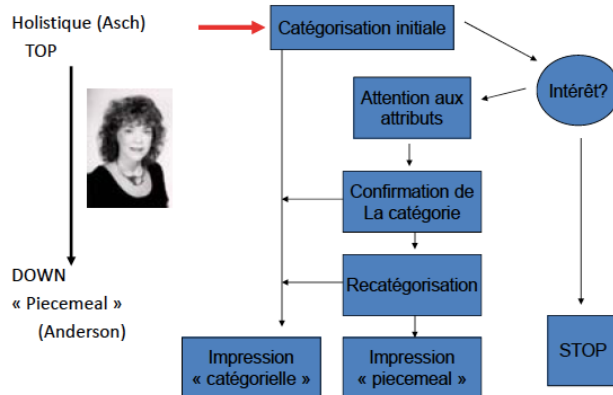 Holistique (Asch)
TOP
DOWN
« Piecemeal »
(Anderson)
Catégorisation initiale
Intérêt?
Attention aux
attributs
Confirmation de
La catégorie
Recatégorisation
Impression
« catégorielle »
Impression
« piecemeal »
STOP